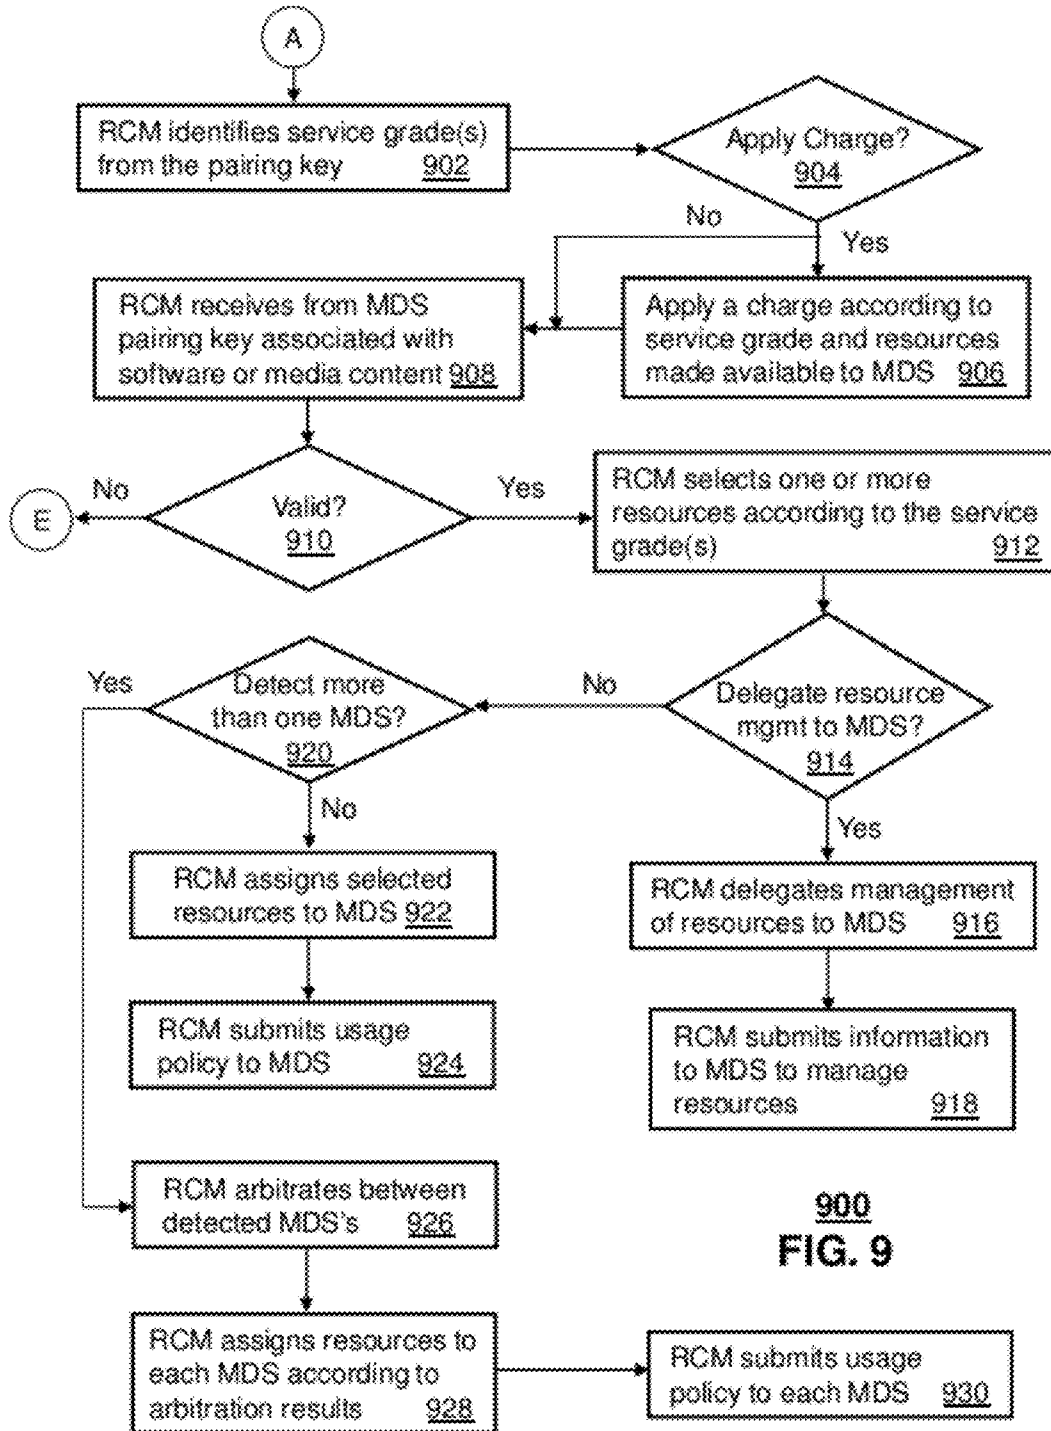 A
RCM identifies service grade(s)
from the pairing key 902
Apply Charge?
904
No
Yes
RCM receives from MDS
pairing key associated with
software or media content 908
Apply a charge according to
service grade and resources
made available to MDS 906
No
E
Valid?
910
Yes
RCM selects one or more
resources according to the service
grade(s) 912
Yes
Detect more
than one MDS?
920
No
Delegate resource
mgmt to MDS?
914
No
Yes
RCM assigns selected
resources to MDS 922
RCM delegates management
of resources to MDS 916
RCM submits usage
policy to MDS 924
RCM submits information
to MDS to manage
resources 918
RCM arbitrates between
detected MDS's 926
900
FIG. 9
RCM assigns resources to
each MDS according to
arbitration results 928
RCM submits usage
policy to each MDS 930